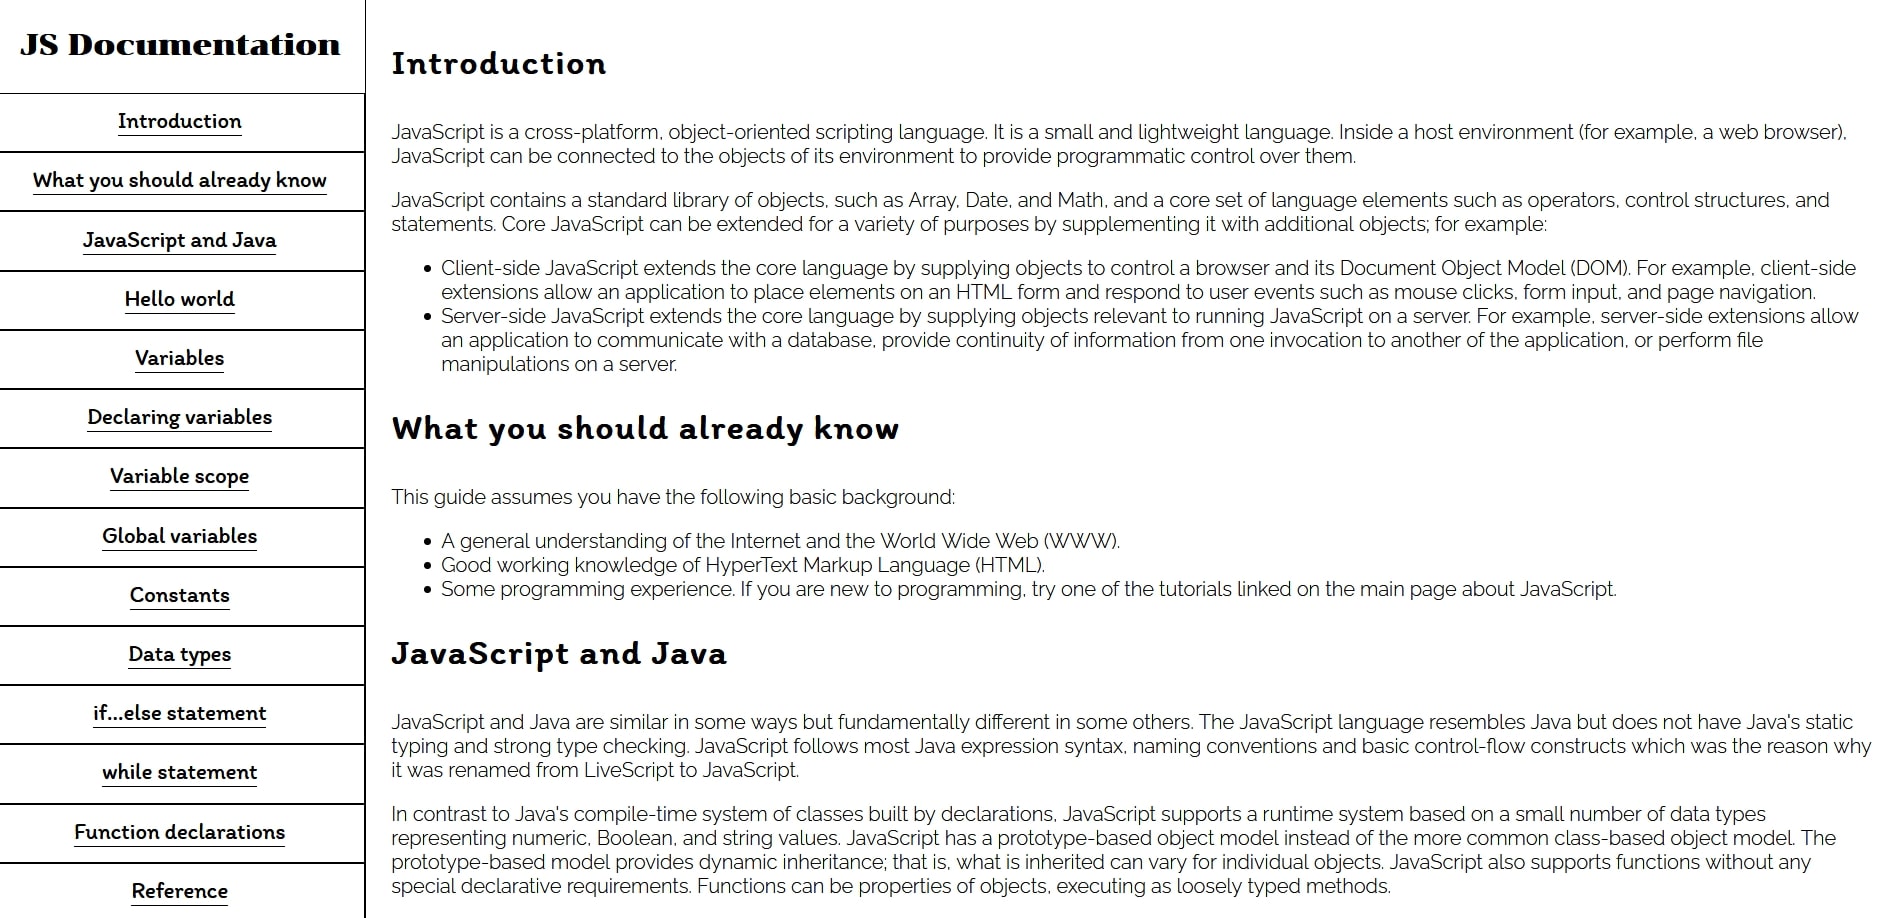 JS Documentation
Introduction
What you should already know
JavaScript and Java
Hello world
Variables
Declaring variables
Variable scope
Global variables
Constants
Data types
if...else statement
while statement
Function declarations
Reference
Introduction
JavaScript is a cross-platform, object-oriented scripting language. It is a small and lightweight language. Inside a host environment (for example, a web browser),
JavaScript can be connected to the objects of its environment to provide programmatic control over them.
JavaScript contains a standard library of objects, such as Array, Date, and Math, and a core set of language elements such as operators, control structures, and
statements. Core JavaScript can be extended for a variety of purposes by supplementing it with additional objects; for example:
• Client-side JavaScript extends the core language by supplying objects to control a browser and its Document Object Model (DOM). For example, client-side
extensions allow an application to place elements on an HTML form and respond to user events such as mouse clicks, form input, and page navigation.
• Server-side JavaScript extends the core language by supplying objects relevant to running JavaScript on a server. For example, server-side extensions allow
an application to communicate with a database, provide continuity of information from one invocation to another of the application, or perform file
manipulations on a server.
What you should already know
This guide assumes you have the following basic background:
• A general understanding of the Internet and the World Wide Web (WWW).
• Good working knowledge of HyperText Markup Language (HTML).
• Some programming experience. If you are new to programming, try one of the tutorials linked on the main page about JavaScript.
JavaScript and Java
JavaScript and Java are similar in some ways but fundamentally different in some others. The JavaScript language resembles Java but does not have Java's static
typing and strong type checking. JavaScript follows most Java expression syntax, naming conventions and basic control-flow constructs which was the reason why
it was renamed from LiveScript to JavaScript.
In contrast to Java's compile-time system of classes built by declarations, JavaScript supports a runtime system based on a small number of data types
representing numeric, Boolean, and string values. JavaScript has a prototype-based object model instead of the more common class-based object model. The
prototype-based model provides dynamic inheritance; that is, what is inherited can vary for individual objects. JavaScript also supports functions without any
special declarative requirements. Functions can be properties of objects, executing as loosely typed methods.